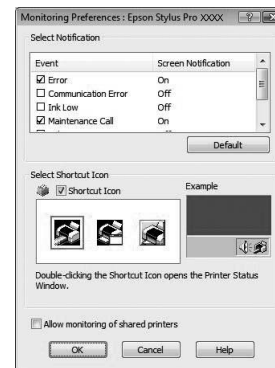 Monitoring Preferences : Epson Stylus Pro XXXX
Select Notification
Event Screen Notification
Error On
Communication Error Off
Ink Low Off
Maintenance Call On
Default
Select Shortcut Icon
Shortcut Icon
Example
Double-clicking the Shortcut Icon opens the Printer Status
Window.
Allow monitoring of shared printers
OK Cancel Help